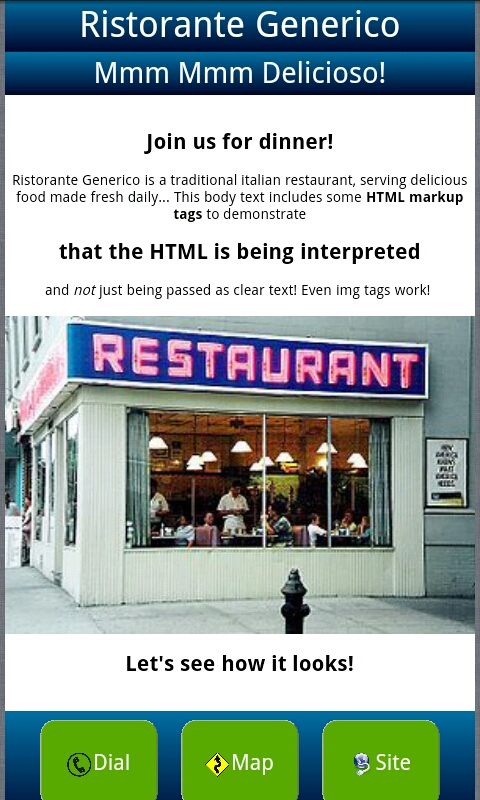 Ristorante Generico
Mmm Mmm Delicioso!
Join us for dinner!
Ristorante Generico is a traditional italian restaurant, serving delicious
food made fresh daily... This body text includes some HTML markup
tags to demonstrate
that the HTML is being interpreted
and not just being passed as clear text! Even img tags work!
RESTAURANT
Let's see how it looks!
Dial Map Site